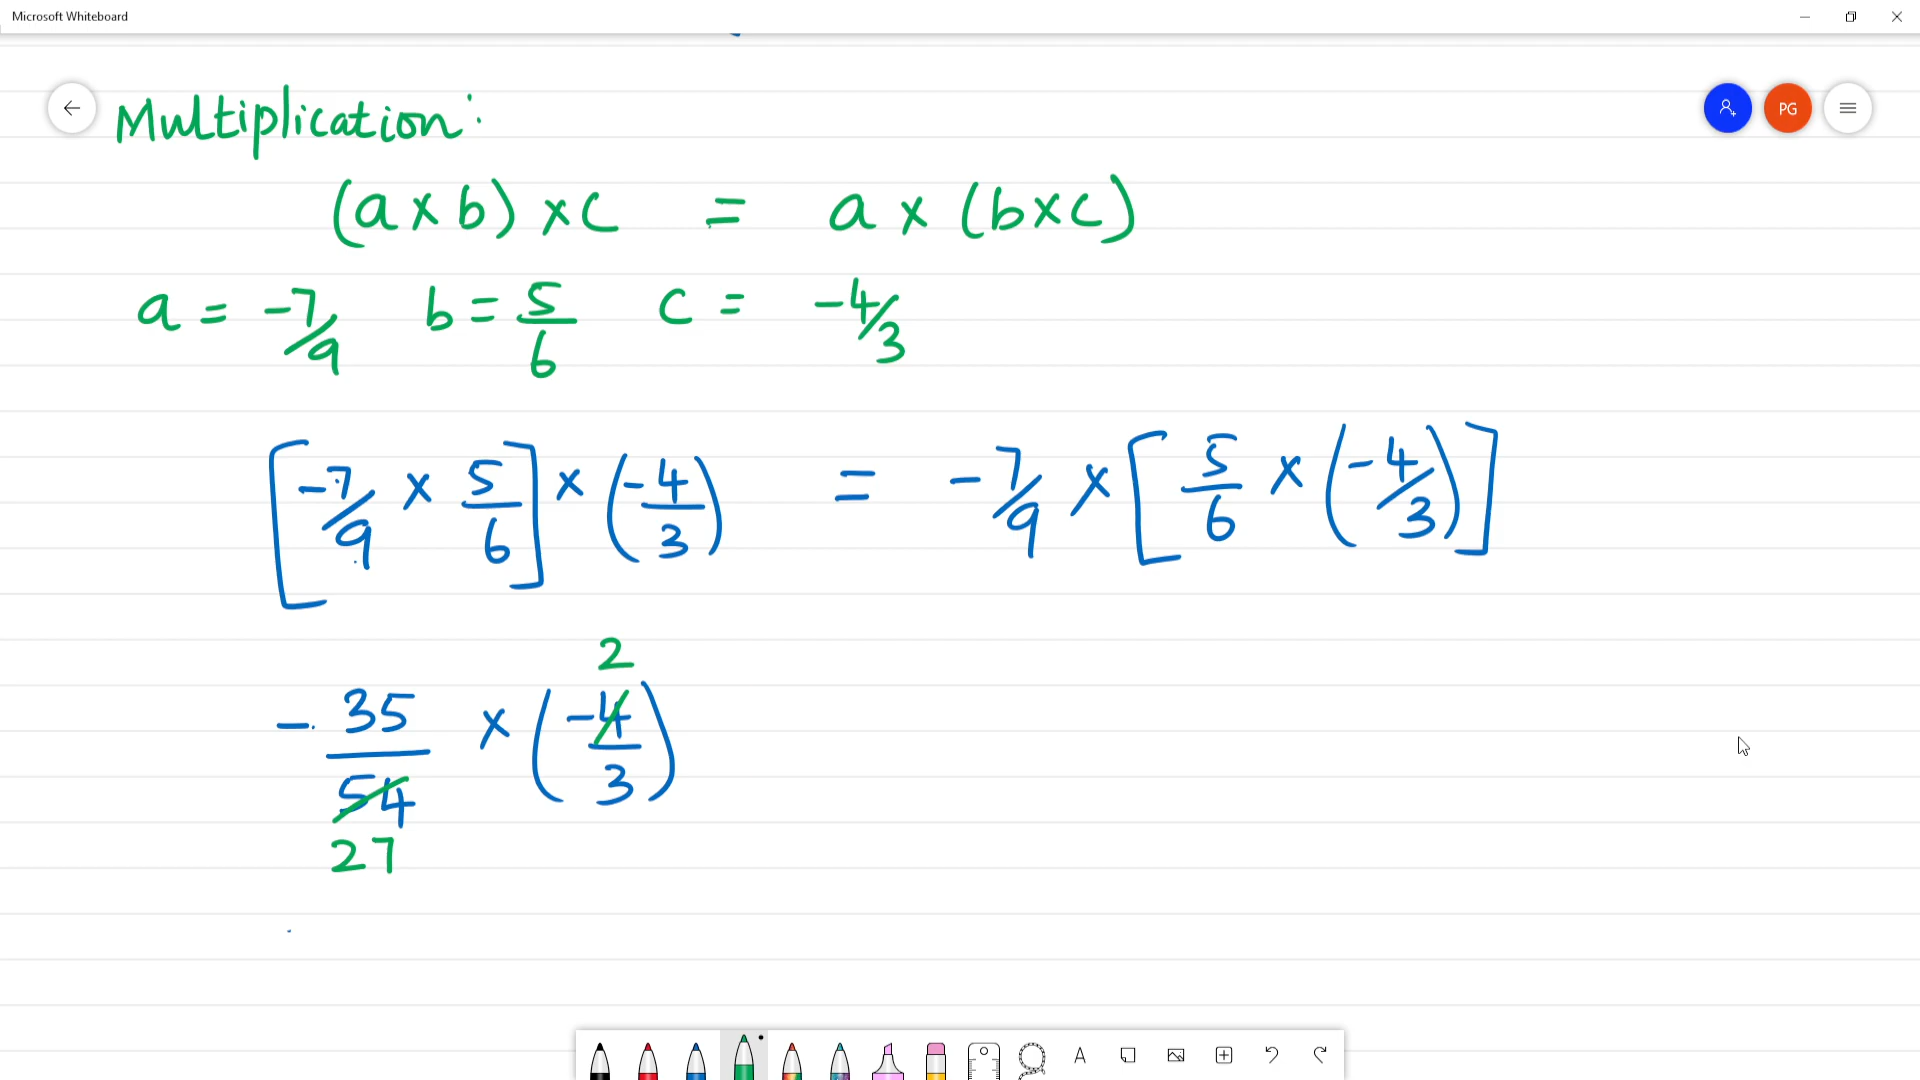 Microsoft Whiteboard
PG
Multiplication:
(a × b) × c = a × (b × c)
a = -7/9 b = 5/6 c = -4/3
[-7/9 × 5/6] × (-4/3) = -7/9 × [5/6 × (-4/3)]
2
-35/54 × (-4/3)
27
A